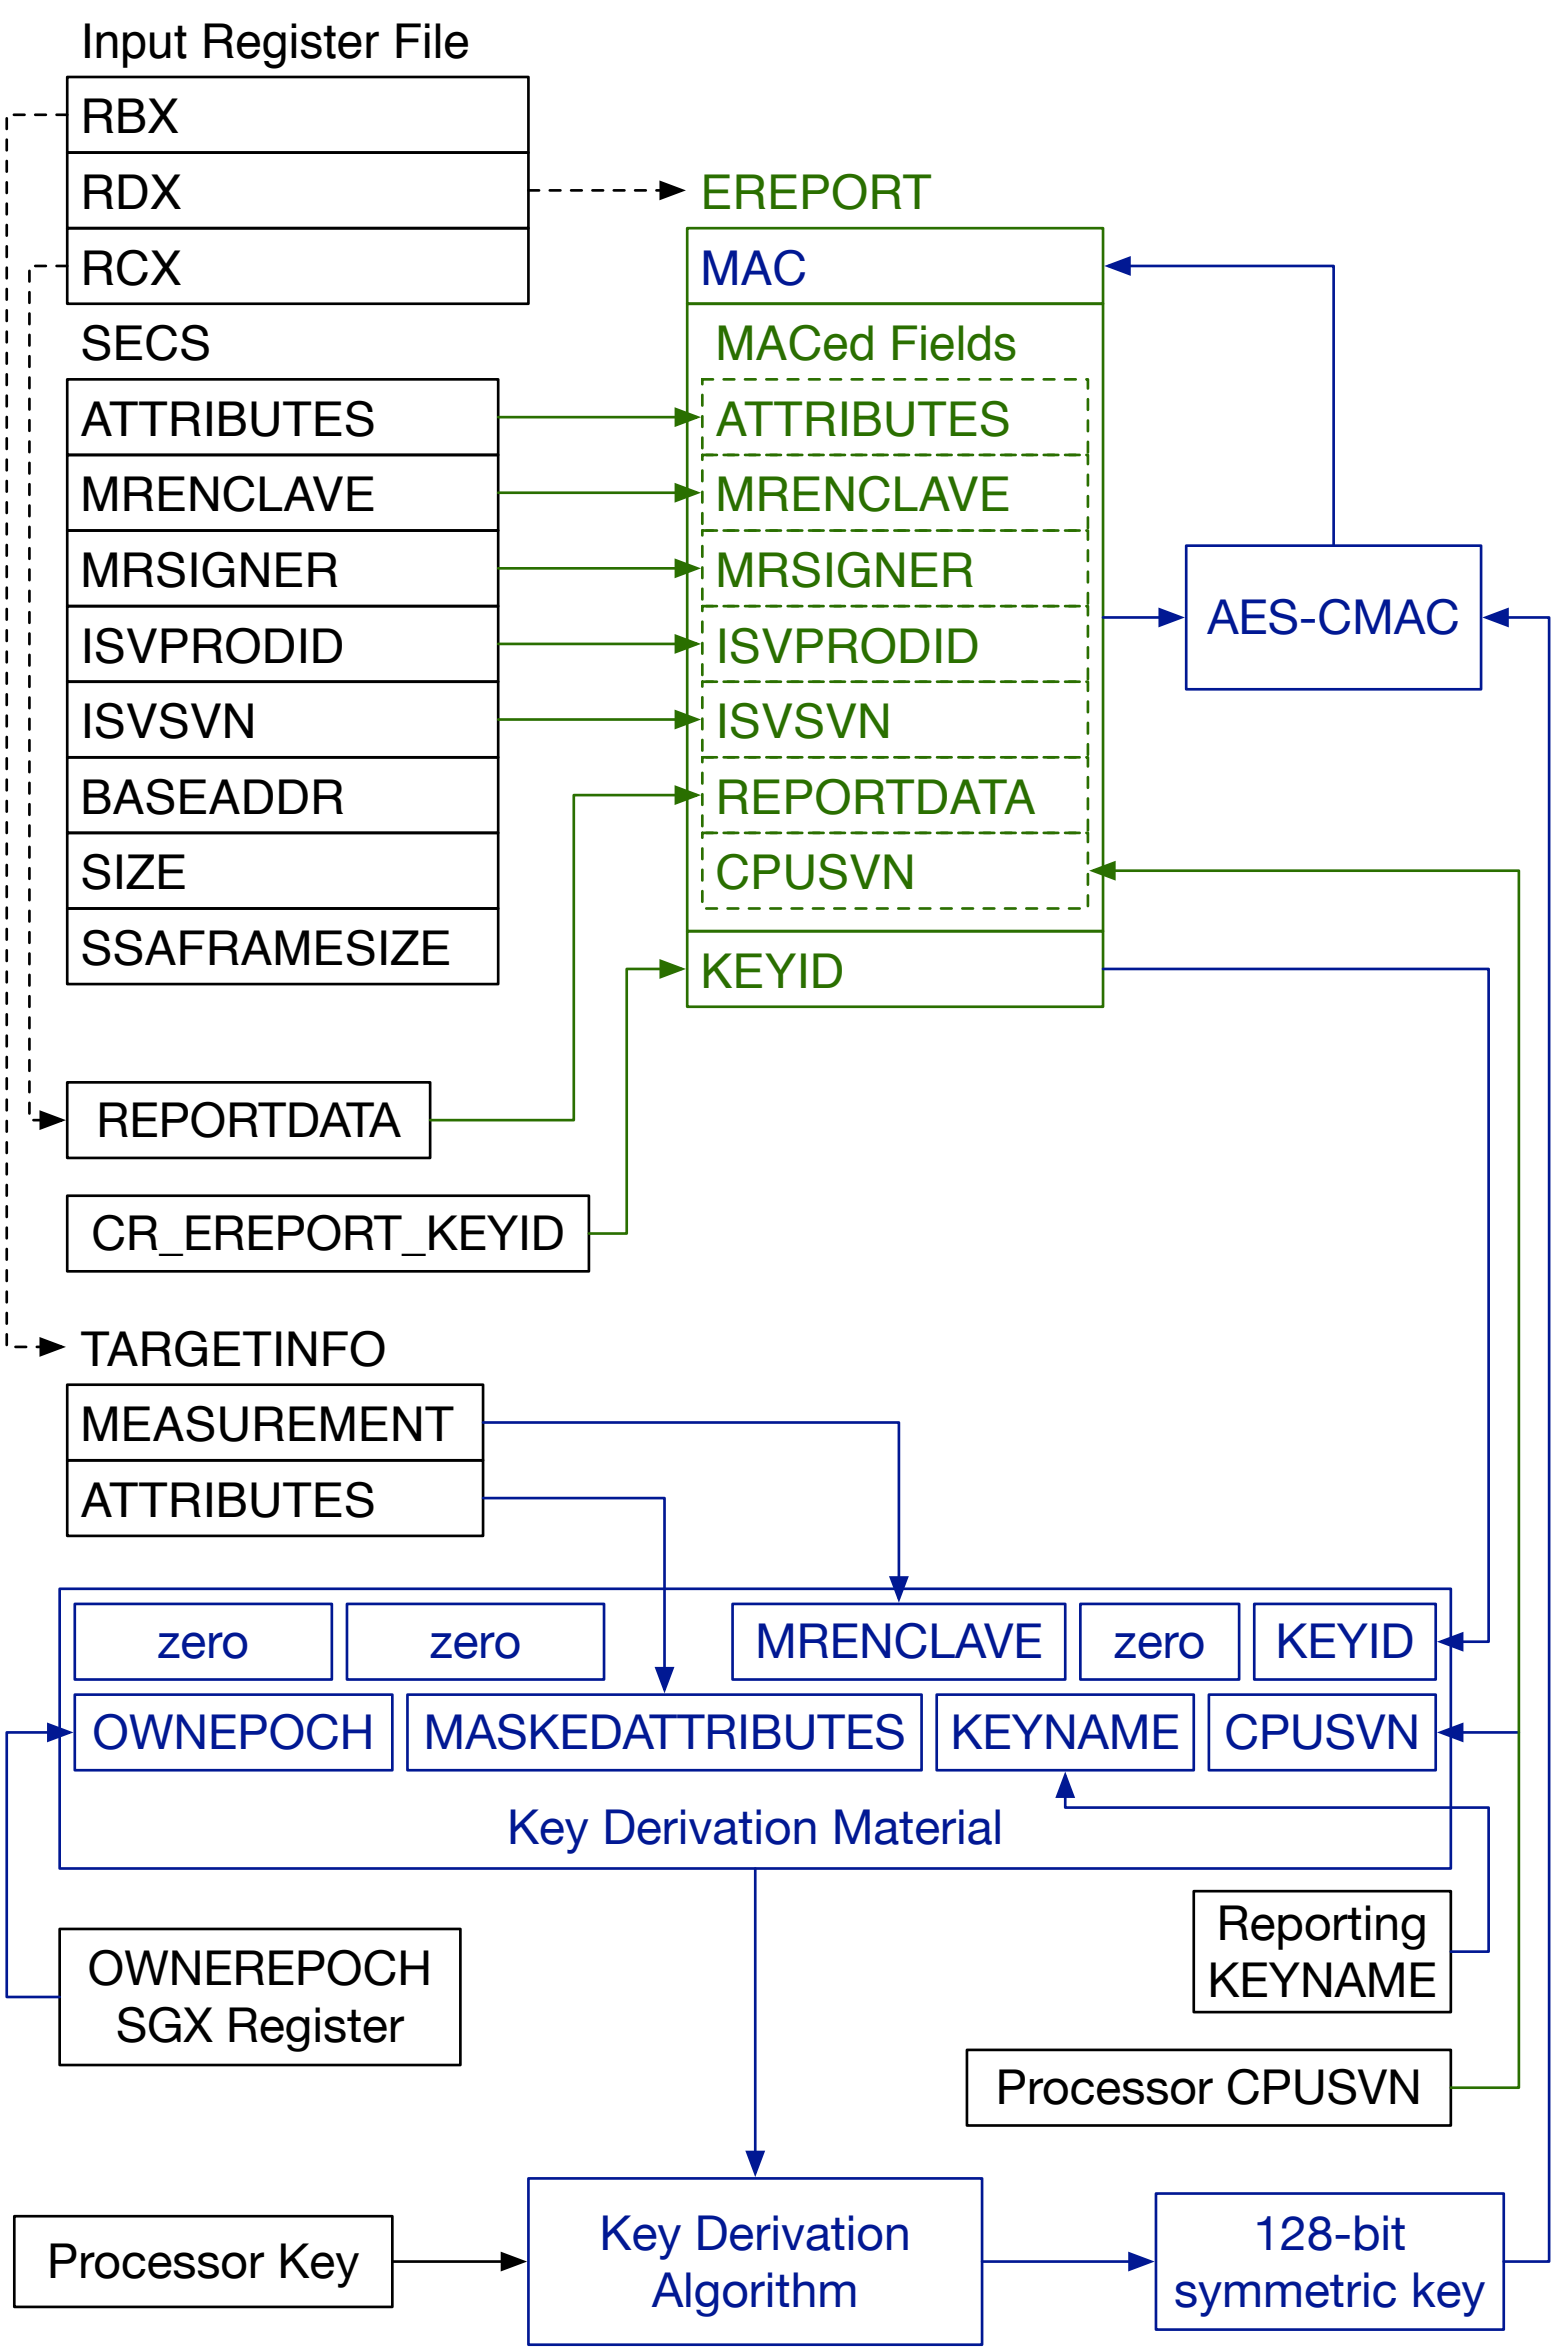 Input Register File
RBX
RDX
RCX
EREPORT
MAC
SECS
ATTRIBUTES
MRENCLAVE
MRSIGNER
ISVPRODID
ISVSVN
BASEADDR
SIZE
SSAFRAMESIZE
MACed Fields
ATTRIBUTES
MRENCLAVE
MRSIGNER
ISVPRODID
ISVSVN
REPORTDATA
CPUSVN
KEYID
AES-CMAC
REPORTDATA
CR_EREPORT_KEYID
TARGETINFO
MEASUREMENT
ATTRIBUTES
zero
zero
MRENCLAVE
zero
KEYID
OWNEPOCH
MASKEDATTRIBUTES
KEYNAME
CPUSVN
Key Derivation Material
OWNEREPOCH
SGX Register
Reporting
KEYNAME
Processor CPUSVN
Processor Key
Key Derivation
Algorithm
128-bit
symmetric key